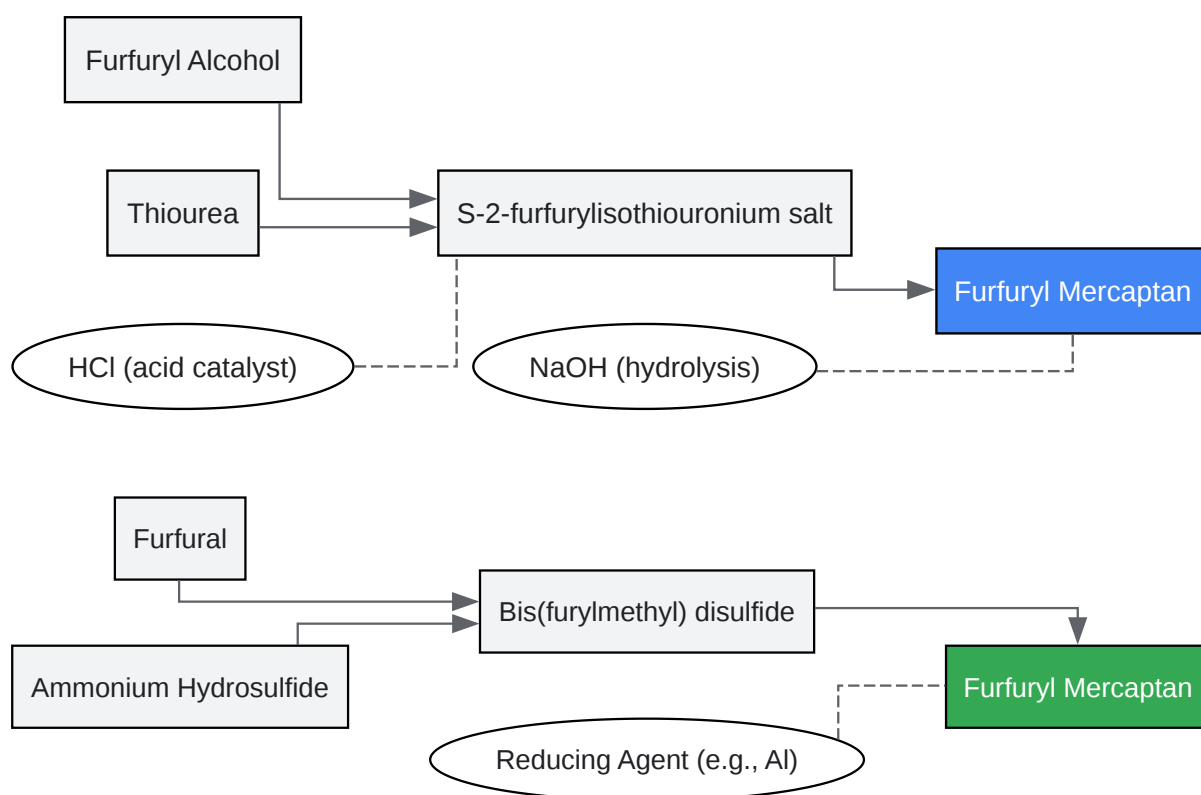 Furfuryl Alcohol
Thiourea
S-2-furfurylisothiouronium salt
Furfuryl Mercaptan
HCl (acid catalyst)
NaOH (hydrolysis)
Furfural
Bis(furylmethyl) disulfide
Ammonium Hydrosulfide
Furfuryl Mercaptan
Reducing Agent (e.g., Al)